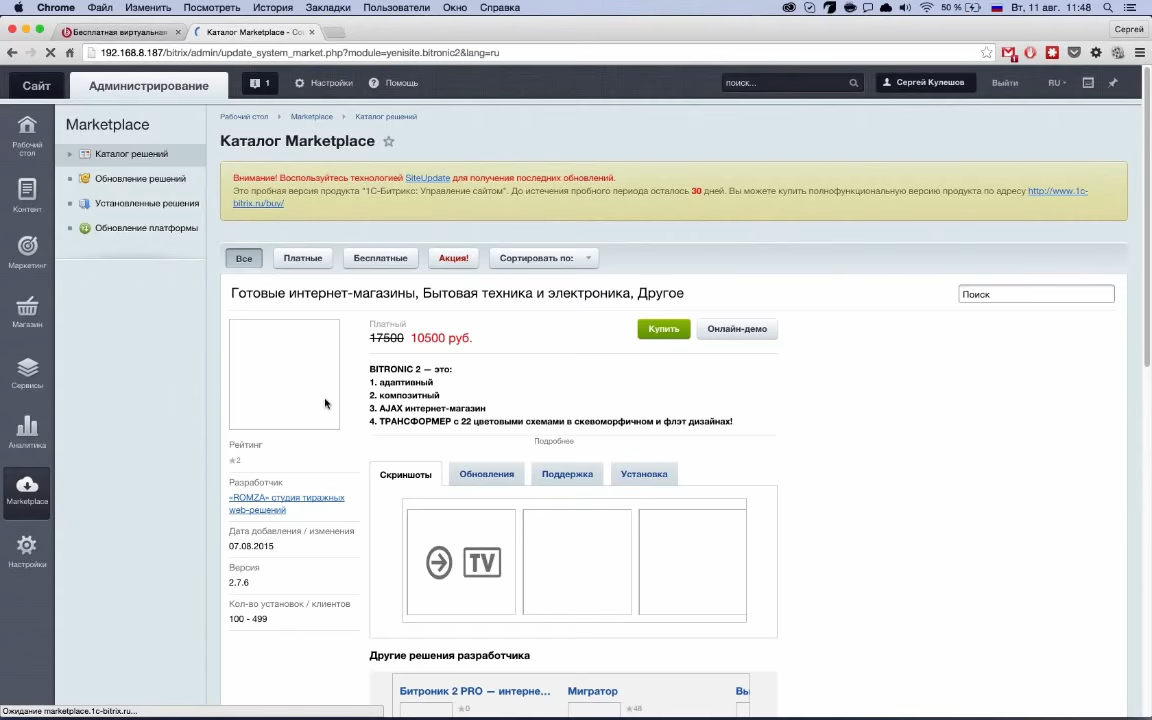 Chrome Файл Изменить Посмотреть История Закладки Пользователи Окно Справка 50 % Вт, 11 авг. 11:48
Бесплатная виртуальная Каталог Marketplace - Сергей
192.168.8.187/bitrix/admin/update_system_market.php?module=yenisite.bitronic2&lang=ru
Сайт Администрирование 1 Настройки Помощь поиск... Сергей Кулешов Выйти RU
Marketplace
Каталог решений
Обновление решений
Установленные решения
Обновление платформы
Рабочий стол
Контент
Маркетинг
Магазин
Сервисы
Аналитика
Marketplace
Настройки
Рабочий стол Marketplace Каталог решений
Каталог Marketplace
Внимание! Воспользуйтесь технологией SiteUpdate для получения последних обновлений.
Это пробная версия продукта "1С-Битрикс: Управление сайтом". До истечения пробного периода осталось 30 дней. Вы можете купить полнофункциональную версию продукта по адресу http://www.1c-
bitrix.ru/buy/
Все Платные Бесплатные Акция! Сортировать по:
Готовые интернет-магазины, Бытовая техника и электроника, Другое Поиск
Платный
17500 10500 руб. Купить Онлайн-демо
BITRONIC 2 — это:
1. адаптивный
2. композитный
3. AJAX интернет-магазин
4. ТРАНСФОРМЕР с 22 цветовыми схемами в скевоморфичном и флэт дизайнах!
Подробнее
Рейтинг
2
Разработчик
«ROMZA» студия тиражных
web-решений
Дата добавления / изменения
07.08.2015
Версия
2.7.6
Кол-во установок / клиентов
100 - 499
Скриншоты Обновления Поддержка Установка
TV
Другие решения разработчика
Битроник 2 PRO — интерне... Мигратор Вы
0 48
Ожидание marketplace.1c-bitrix.ru...